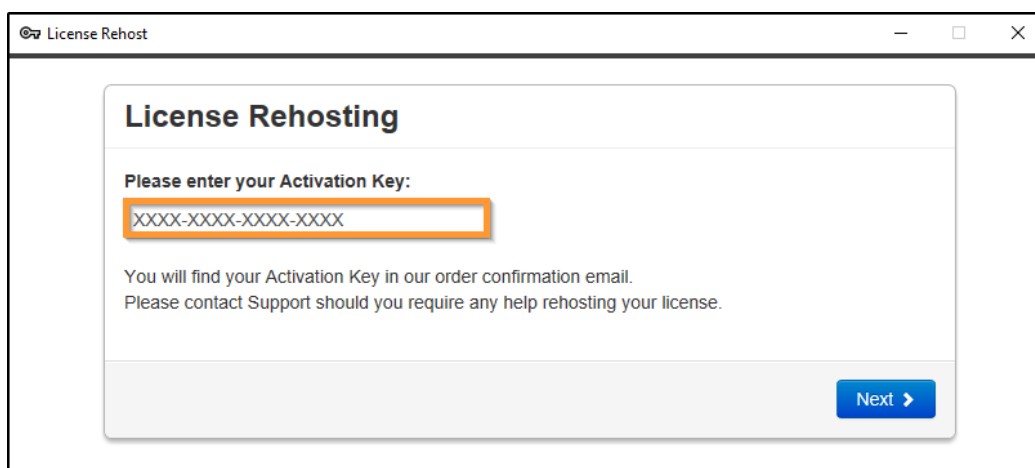 License Rehost
License Rehosting
Please enter your Activation Key:
XXXX-XXXX-XXXX-XXXX
You will find your Activation Key in our order confirmation email.
Please contact Support should you require any help rehosting your license.
Next